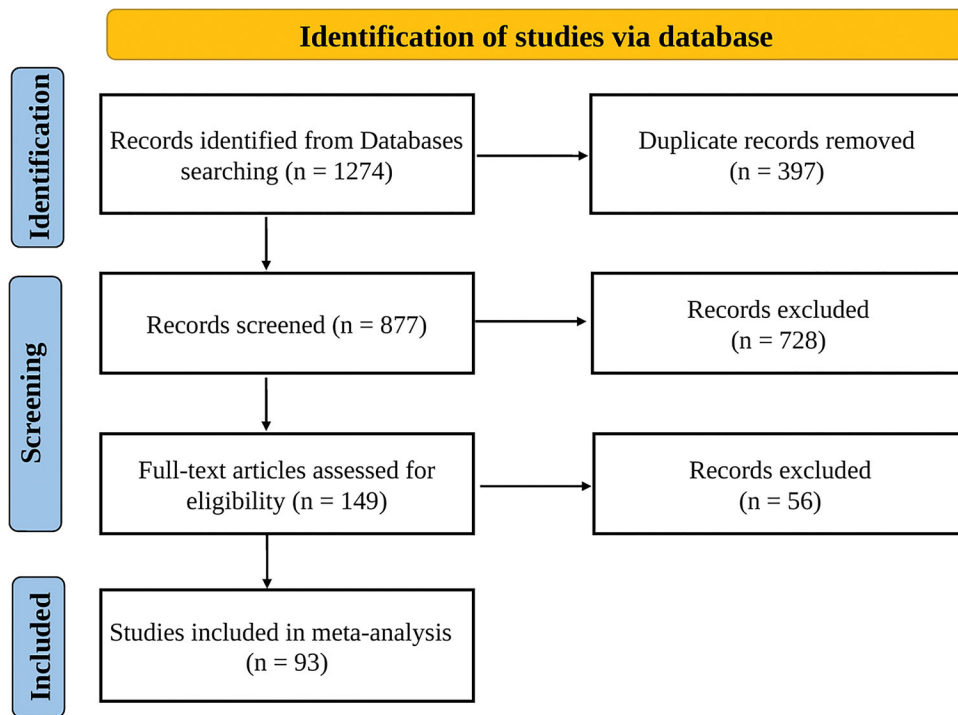 Identification of studies via database
Identification
Records identified from Databases
searching (n = 1274)
Duplicate records removed
(n = 397)
Screening
Records screened (n = 877)
Records excluded
(n = 728)
Full-text articles assessed for
eligibility (n = 149)
Records excluded
(n = 56)
Included
Studies included in meta-analysis
(n = 93)